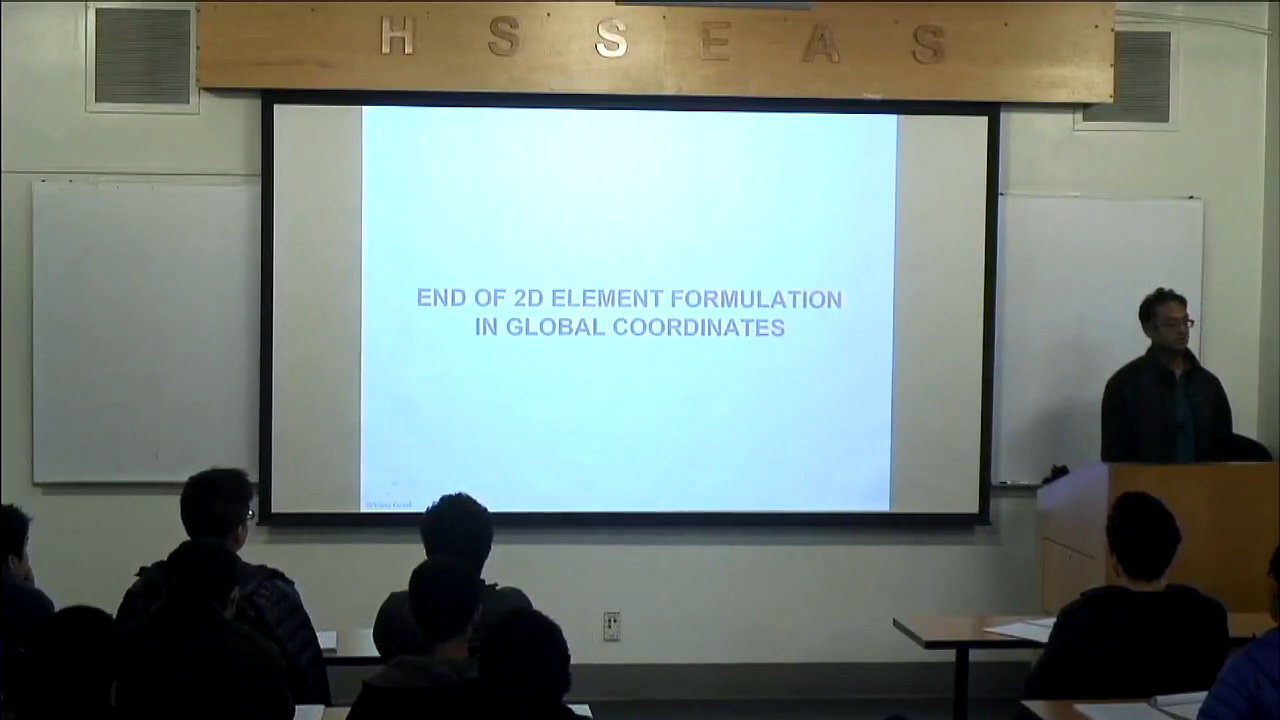 H S S E A S
END OF 2D ELEMENT FORMULATION
IN GLOBAL COORDINATES